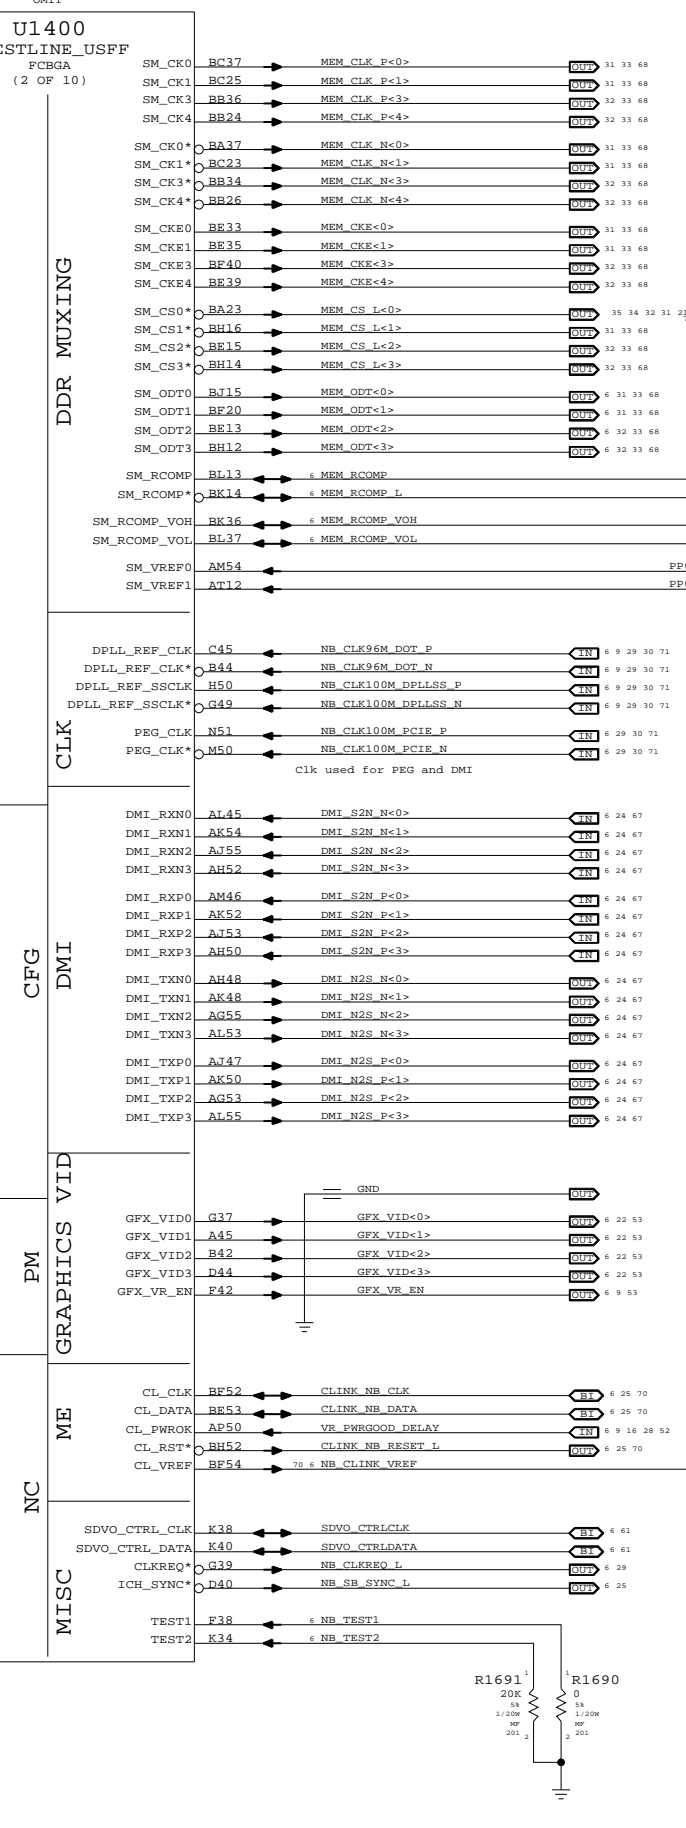 OMIT
U1400
ESTLINE_USFF
FCBGA
(2 OF 10)
DDR MUXING
SM_CK0 BC37 MEM_CLK_P<0> OUT 31 33 68
SM_CK1 BC25 MEM_CLK_P<1> OUT 31 33 68
SM_CK3 BB36 MEM_CLK_P<3> OUT 32 33 68
SM_CK4 BB24 MEM_CLK_P<4> OUT 32 33 68
SM_CK0* BA37 MEM_CLK_N<0> OUT 31 33 68
SM_CK1* BC23 MEM_CLK_N<1> OUT 31 33 68
SM_CK3* BB34 MEM_CLK_N<3> OUT 32 33 68
SM_CK4* BB26 MEM_CLK_N<4> OUT 32 33 68
SM_CKE0 BE33 MEM_CKE<0> OUT 31 33 68
SM_CKE1 BE35 MEM_CKE<1> OUT 31 33 68
SM_CKE3 BF40 MEM_CKE<3> OUT 32 33 68
SM_CKE4 BE39 MEM_CKE<4> OUT 32 33 68
SM_CS0* BA23 MEM_CS_L<0> OUT 35 34 32 31 21
SM_CS1* BH16 MEM_CS_L<1> OUT 31 33 68
SM_CS2* BE15 MEM_CS_L<2> OUT 32 33 68
SM_CS3* BH14 MEM_CS_L<3> OUT 32 33 68
SM_ODT0 BJ15 MEM_ODT<0> OUT 6 31 33 68
SM_ODT1 BF20 MEM_ODT<1> OUT 6 31 33 68
SM_ODT2 BE13 MEM_ODT<2> OUT 6 32 33 68
SM_ODT3 BH12 MEM_ODT<3> OUT 6 32 33 68
SM_RCOMP BL13 6 MEM_RCOMP
SM_RCOMP* BK14 6 MEM_RCOMP_L
SM_RCOMP_VOH BK36 6 MEM_RCOMP_VOH
SM_RCOMP_VOL BL37 6 MEM_RCOMP_VOL
SM_VREF0 AM54 PP0
SM_VREF1 AT12 PP0
CLK
DPLL_REF_CLK C45 NB_CLK96M_DOT_P IN 6 9 29 30 71
DPLL_REF_CLK* B44 NB_CLK96M_DOT_N IN 6 9 29 30 71
DPLL_REF_SSCLK H50 NB_CLK100M_DPLLSS_P IN 6 9 29 30 71
DPLL_REF_SSCLK* G49 NB_CLK100M_DPLLSS_N IN 6 9 29 30 71
PEG_CLK N51 NB_CLK100M_PCIE_P IN 6 29 30 71
PEG_CLK* M50 NB_CLK100M_PCIE_N IN 6 29 30 71
Clk used for PEG and DMI
CFG
DMI
DMI_RXN0 AL45 DMI_S2N_N<0> IN 6 24 67
DMI_RXN1 AK54 DMI_S2N_N<1> IN 6 24 67
DMI_RXN2 AJ55 DMI_S2N_N<2> IN 6 24 67
DMI_RXN3 AH52 DMI_S2N_N<3> IN 6 24 67
DMI_RXP0 AM46 DMI_S2N_P<0> IN 6 24 67
DMI_RXP1 AK52 DMI_S2N_P<1> IN 6 24 67
DMI_RXP2 AJ53 DMI_S2N_P<2> IN 6 24 67
DMI_RXP3 AH50 DMI_S2N_P<3> IN 6 24 67
DMI_TXN0 AH48 DMI_N2S_N<0> OUT 6 24 67
DMI_TXN1 AK48 DMI_N2S_N<1> OUT 6 24 67
DMI_TXN2 AG55 DMI_N2S_N<2> OUT 6 24 67
DMI_TXN3 AL53 DMI_N2S_N<3> OUT 6 24 67
DMI_TXP0 AJ47 DMI_N2S_P<0> OUT 6 24 67
DMI_TXP1 AK50 DMI_N2S_P<1> OUT 6 24 67
DMI_TXP2 AG53 DMI_N2S_P<2> OUT 6 24 67
DMI_TXP3 AL55 DMI_N2S_P<3> OUT 6 24 67
PM
GRAPHICS VID
GND OUT
GFX_VID0 G37 GFX_VID<0> OUT 6 22 53
GFX_VID1 A45 GFX_VID<1> OUT 6 22 53
GFX_VID2 B42 GFX_VID<2> OUT 6 22 53
GFX_VID3 D44 GFX_VID<3> OUT 6 22 53
GFX_VR_EN F42 GFX_VR_EN OUT 6 9 53
NC
ME
CL_CLK BF52 CLINK_NB_CLK BI 6 25 70
CL_DATA BE53 CLINK_NB_DATA BI 6 25 70
CL_PWROK AP50 VR_PWRGOOD_DELAY IN 6 9 16 28 52
CL_RST* BH52 CLINK_NB_RESET_L OUT 6 25 70
CL_VREF BF54 70 6 NB_CLINK_VREF
MISC
SDVO_CTRL_CLK K38 SDVO_CTRLCLK BI 6 61
SDVO_CTRL_DATA K40 SDVO_CTRLDATA BI 6 61
CLKREQ* G39 NB_CLKREQ_L OUT 6 29
ICH_SYNC* D40 NB_SB_SYNC_L OUT 6 25
TEST1 F38 6 NB_TEST1
TEST2 K34 6 NB_TEST2
R1691 1 1 R1690
20K 0
5% 5%
1/20W 1/20W
MF MF
201 2 2 201